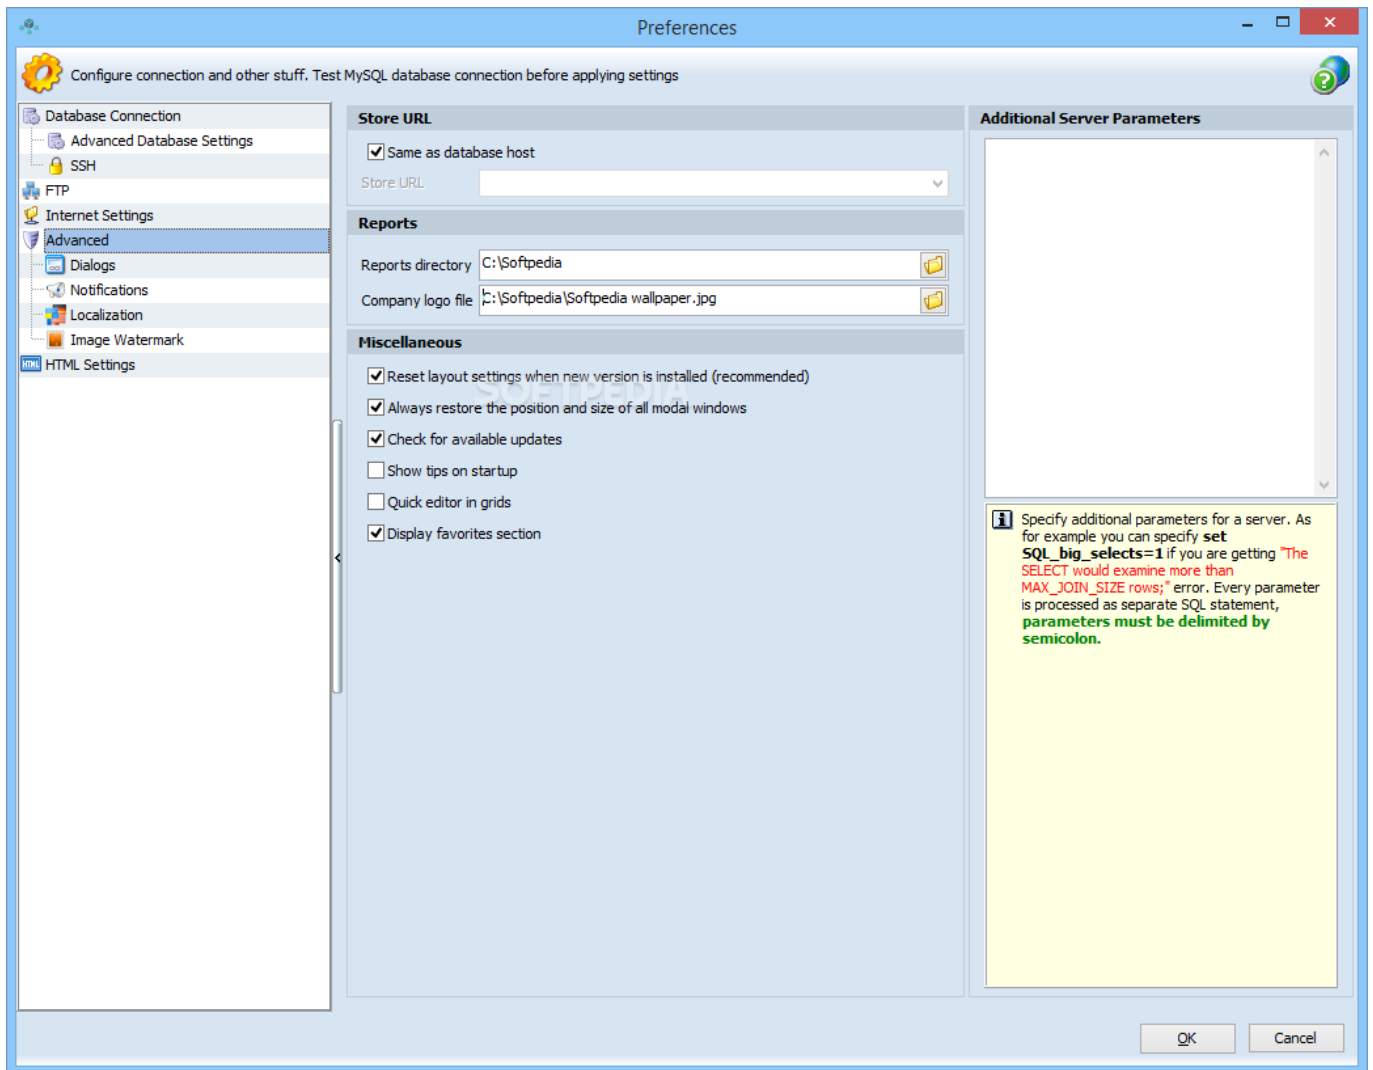 Preferences
Configure connection and other stuff. Test MySQL database connection before applying settings
Database Connection
Advanced Database Settings
SSH
FTP
Internet Settings
Advanced
Dialogs
Notifications
Localization
Image Watermark
HTML
HTML Settings
Store URL
Same as database host
Store URL
Reports
Reports directory C:\Softpedia
Company logo file C:\Softpedia\Softpedia wallpaper.jpg
Miscellaneous
Reset layout settings when new version is installed (recommended)
SOFTPEDIA
Always restore the position and size of all modal windows
Check for available updates
Show tips on startup
Quick editor in grids
Display favorites section
Additional Server Parameters
Specify additional parameters for a server. As
for example you can specify set
SQL_big_selects=1 if you are getting "The
SELECT would examine more than
MAX_JOIN_SIZE rows;" error. Every parameter
is processed as separate SQL statement,
parameters must be delimited by
semicolon.
OK
Cancel